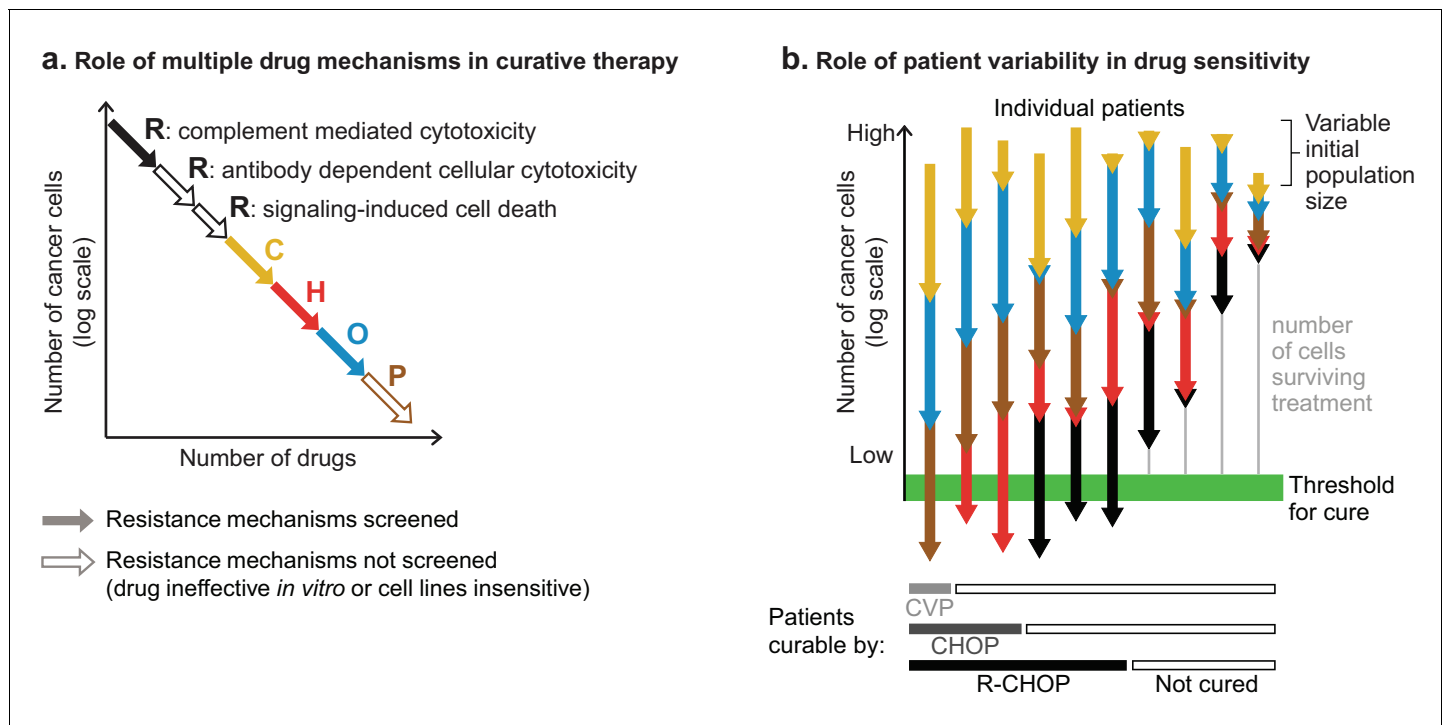 a. Role of multiple drug mechanisms in curative therapy
Number of cancer cells
(log scale)
R: complement mediated cytotoxicity
R: antibody dependent cellular cytotoxicity
R: signaling-induced cell death
C
H
O
P
Number of drugs
Resistance mechanisms screened
Resistance mechanisms not screened
(drug ineffective in vitro or cell lines insensitive)
b. Role of patient variability in drug sensitivity
Individual patients
High
Low
Number of cancer cells
(log scale)
Variable
initial
population
size
number
of cells
surviving
treatment
Threshold
for cure
Patients
curable by:
CVP
CHOP
R-CHOP
Not cured